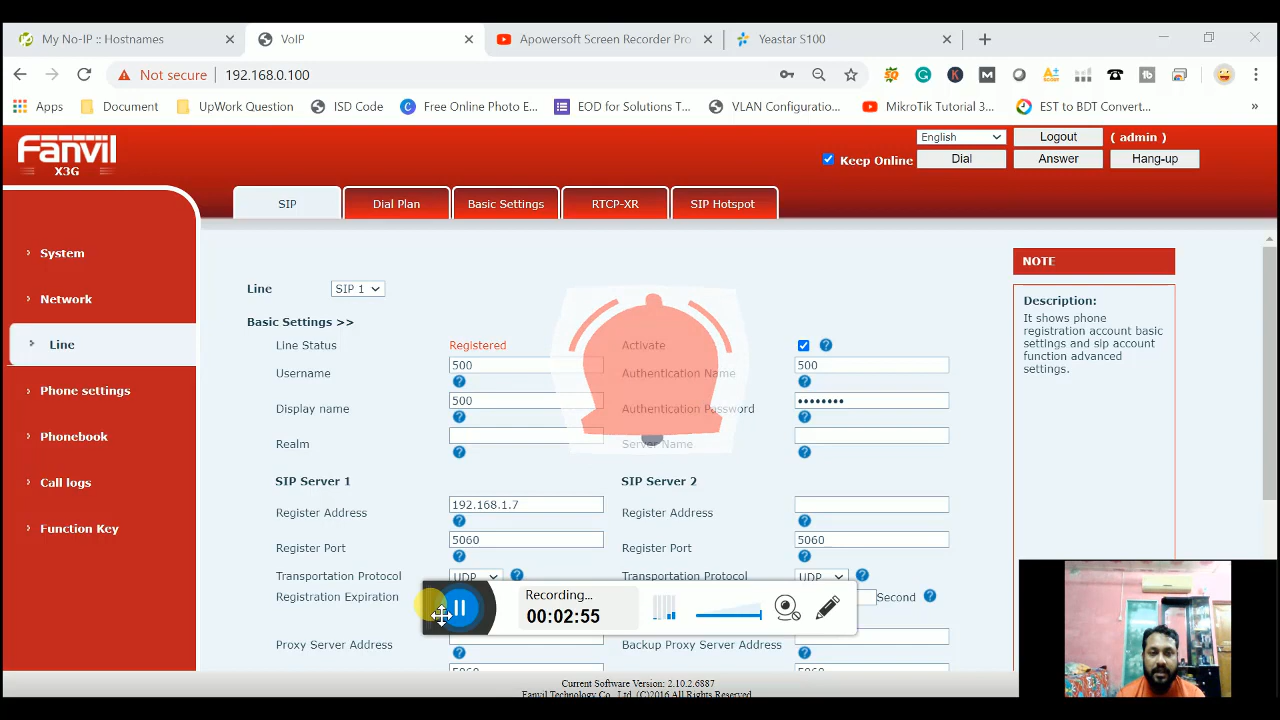 My No-IP :: Hostnames
VoIP
Apowersoft Screen Recorder Pro
Yeastar S100
Not secure
192.168.0.100
Apps
Document
UpWork Question
ISD Code
Free Online Photo E...
EOD for Solutions T...
VLAN Configuratio...
MikroTik Tutorial 3...
EST to BDT Convert...
»
Fanvil
X3G
English
Logout
( admin )
Keep Online
Dial
Answer
Hang-up
SIP
Dial Plan
Basic Settings
RTCP-XR
SIP Hotspot
System
Network
Line
Phone settings
Phonebook
Call logs
Function Key
Line
SIP 1
Basic Settings >>
Line Status
Registered
Activate
Username
500
Authentication Name
500
Display name
500
Authentication Password
••••••••
Realm
Server Name
SIP Server 1
SIP Server 2
Register Address
192.168.1.7
Register Address
Register Port
5060
Register Port
5060
Transportation Protocol
UDP
Transportation Protocol
UDP
Registration Expiration
Second
Proxy Server Address
Backup Proxy Server Address
5060
5060
NOTE
Description:
It shows phone
registration account basic
settings and sip account
function advanced
settings.
Recording...
00:02:55
Current Software Version: 2.10.2.6887
Fanvil Technology Co., Ltd. (C)2016 All Rights Reserved.